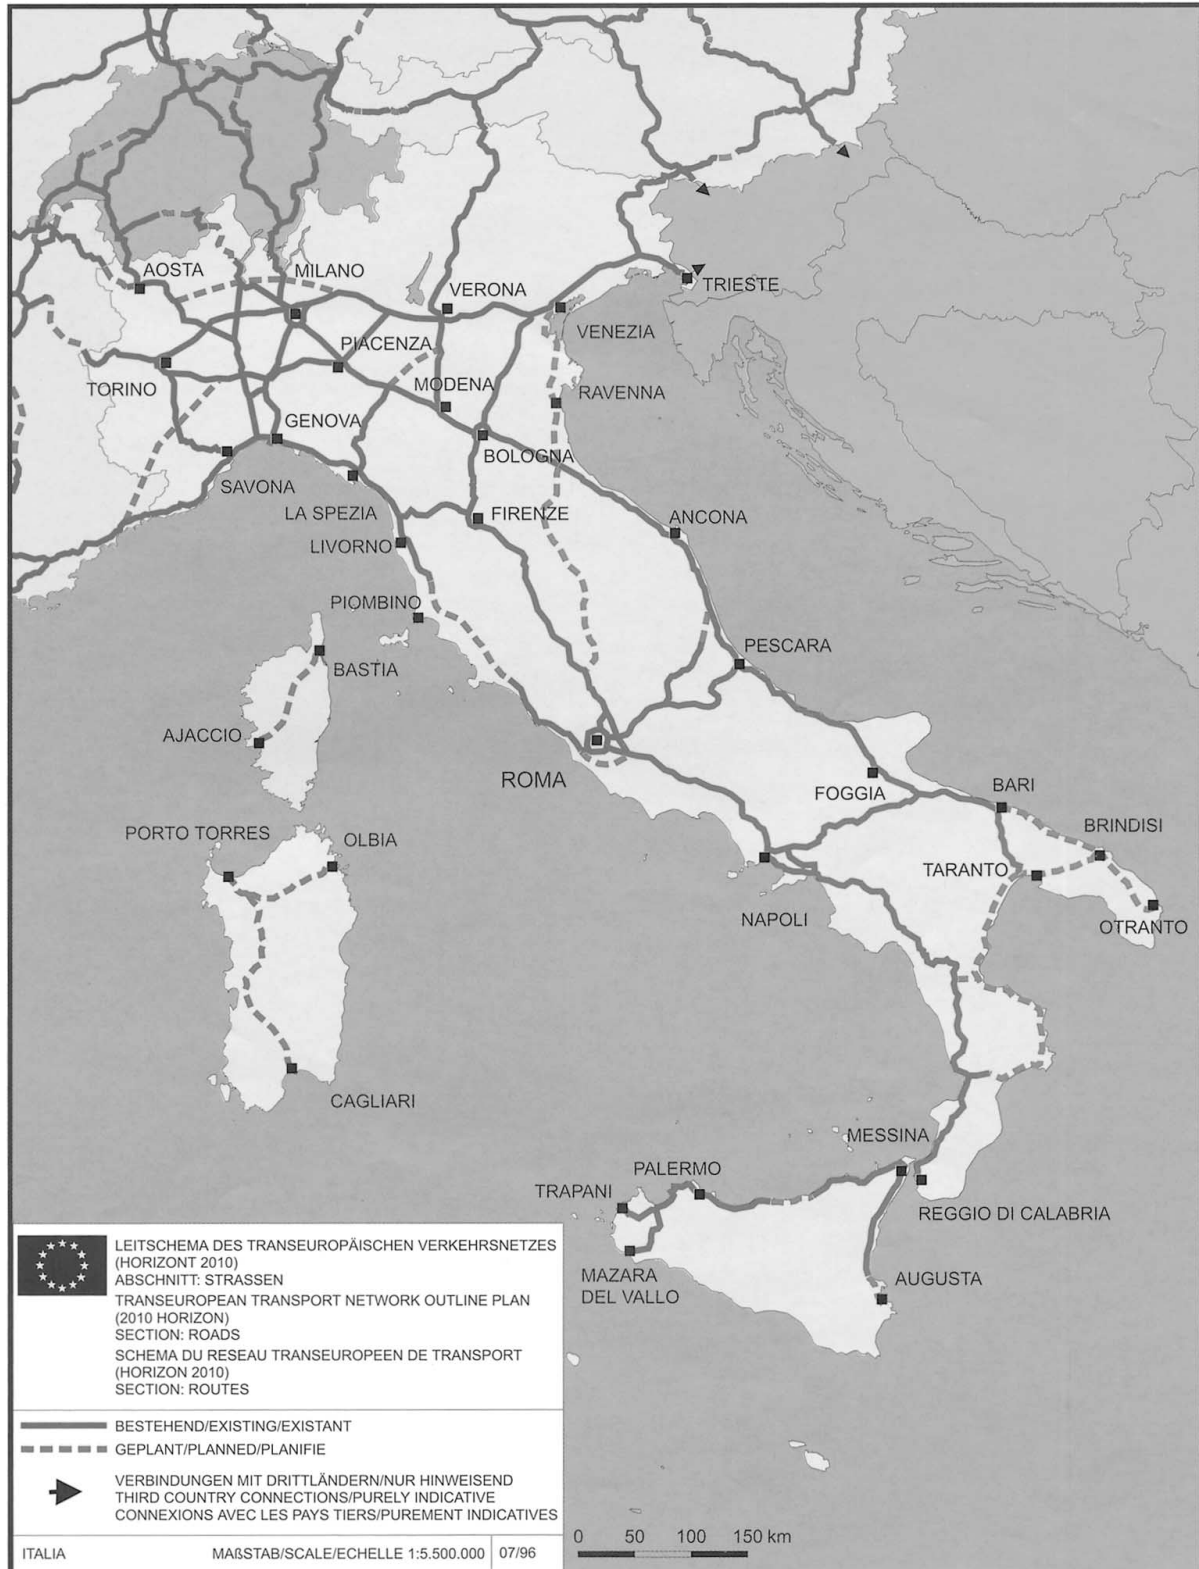 AOSTA
MILANO
VERONA
TRIESTE
VENEZIA
PIACENZA
TORINO
MODENA
RAVENNA
GENOVA
BOLOGNA
SAVONA
LA SPEZIA
FIRENZE
ANCONA
LIVORNO
PIOMBINO
PESCARA
BASTIA
AJACCIO
ROMA
FOGGIA
BARI
PORTO TORRES
OLBIA
BRINDISI
TARANTO
NAPOLI
OTRANTO
CAGLIARI
MESSINA
PALERMO
TRAPANI
REGGIO DI CALABRIA
MAZARA
DEL VALLO
AUGUSTA
LEITSCHEMA DES TRANSEUROPÄISCHEN VERKEHRSNETZES
(HORIZONT 2010)
ABSCHNITT: STRASSEN
TRANSEUROPEAN TRANSPORT NETWORK OUTLINE PLAN
(2010 HORIZON)
SECTION: ROADS
SCHEMA DU RESEAU TRANSEUROPEEN DE TRANSPORT
(HORIZON 2010)
SECTION: ROUTES
BESTEHEND/EXISTING/EXISTANT
GEPLANT/PLANNED/PLANIFIE
VERBINDUNGEN MIT DRITTLÄNDERN/NUR HINWEISEND
THIRD COUNTRY CONNECTIONS/PURELY INDICATIVE
CONNEXIONS AVEC LES PAYS TIERS/PUREMENT INDICATIVES
0 50 100 150 km
ITALIA MAßSTAB/SCALE/ECHELLE 1:5.500.000 07/96